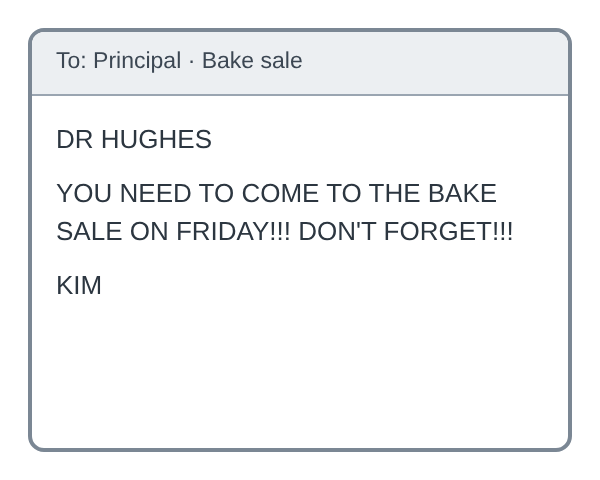 To: Principal · Bake sale
DR HUGHES
YOU NEED TO COME TO THE BAKE
SALE ON FRIDAY!!! DON'T FORGET!!!
KIM